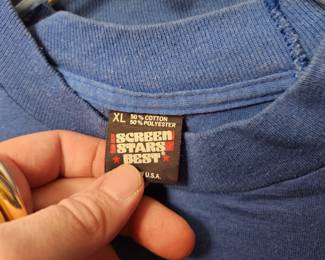 XL 50% COTTON
50% POLYESTER
SCREEN
STARS
BEST
U.S.A.